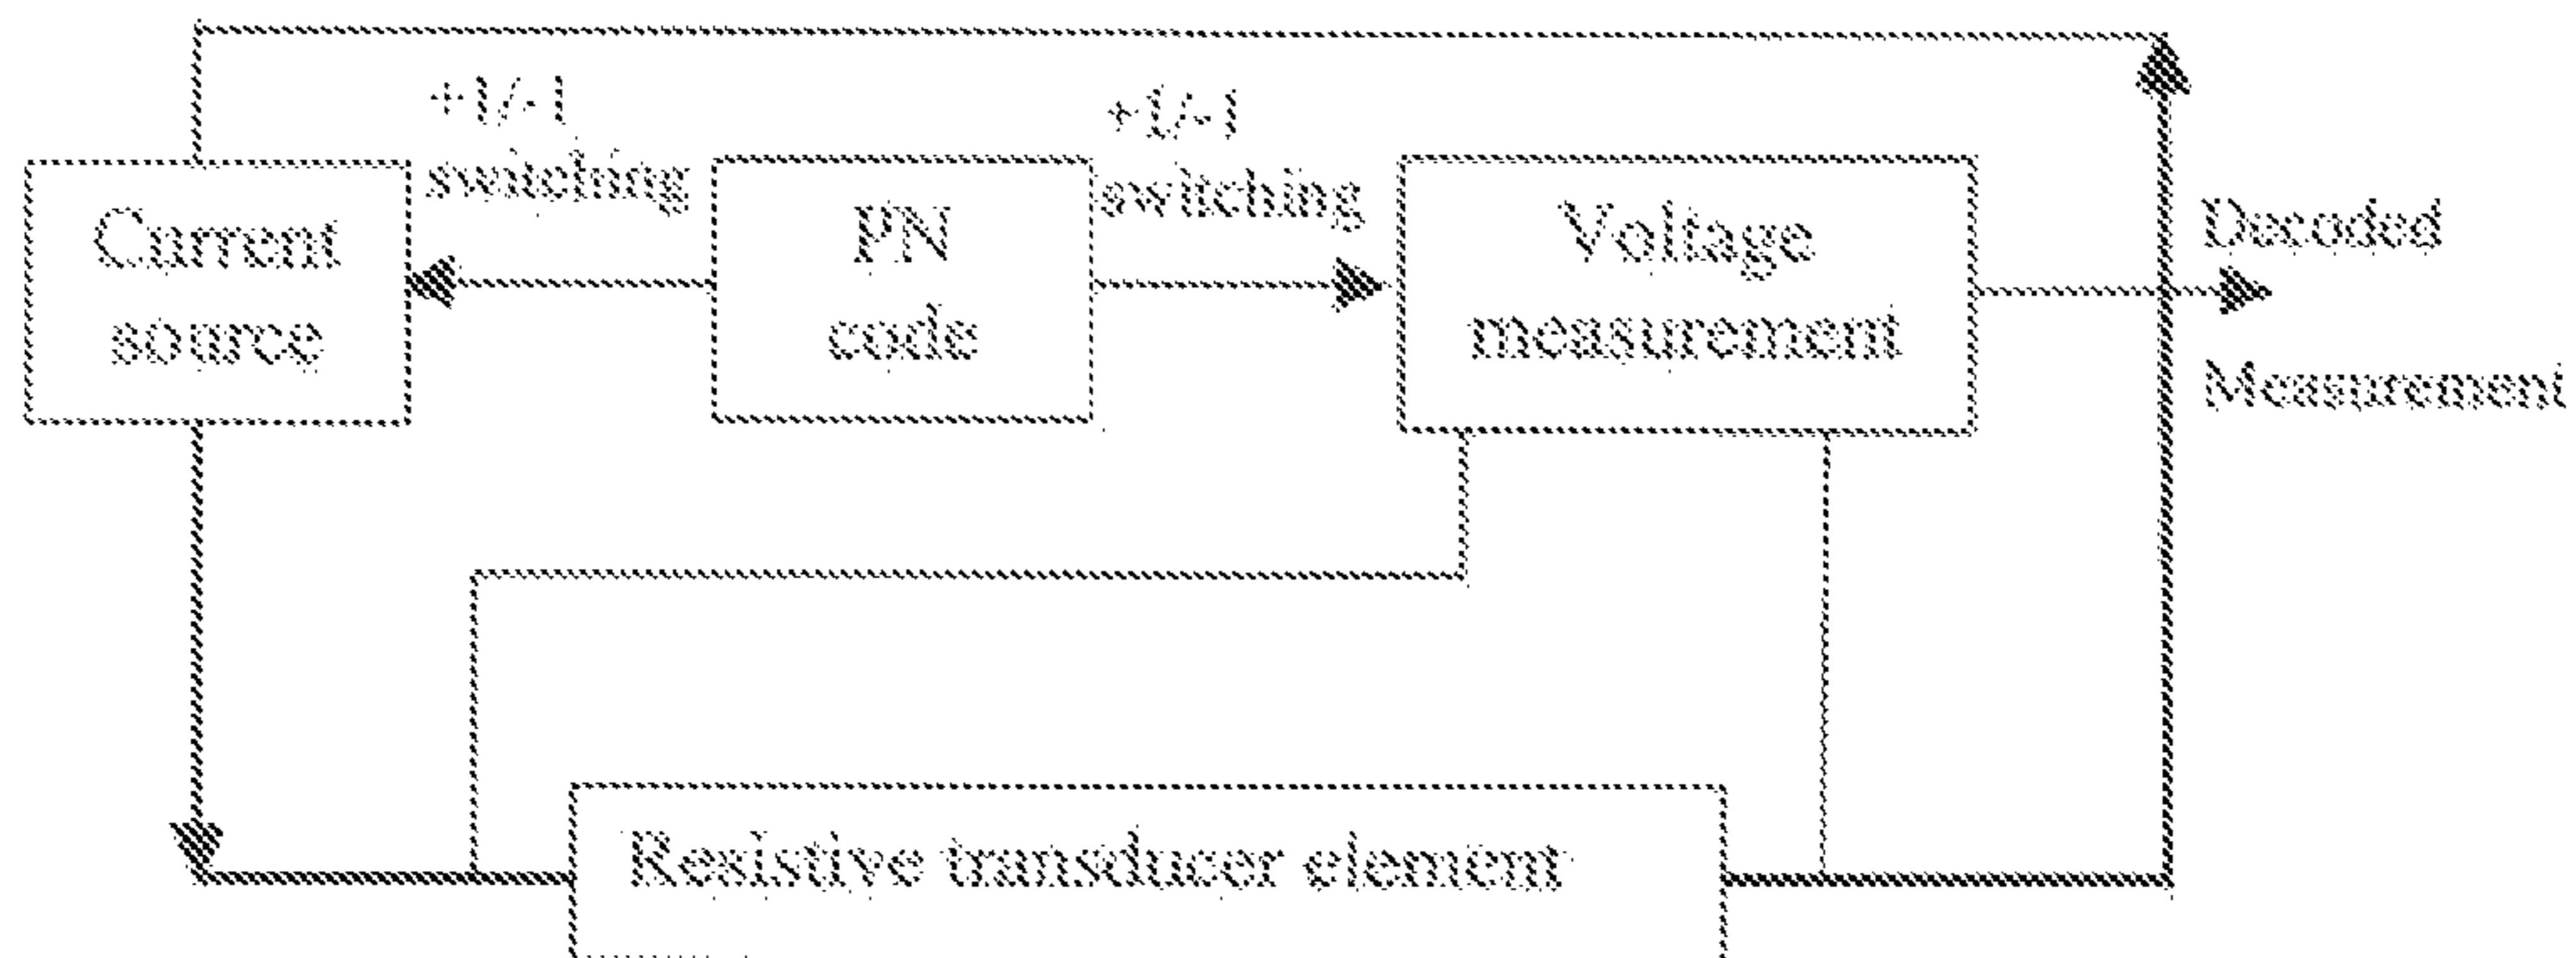 +1/-1
switching
+1/-1
switching
Current
source
PN
code
Voltage
measurement
Decoded
Measurement
Resistive transducer element